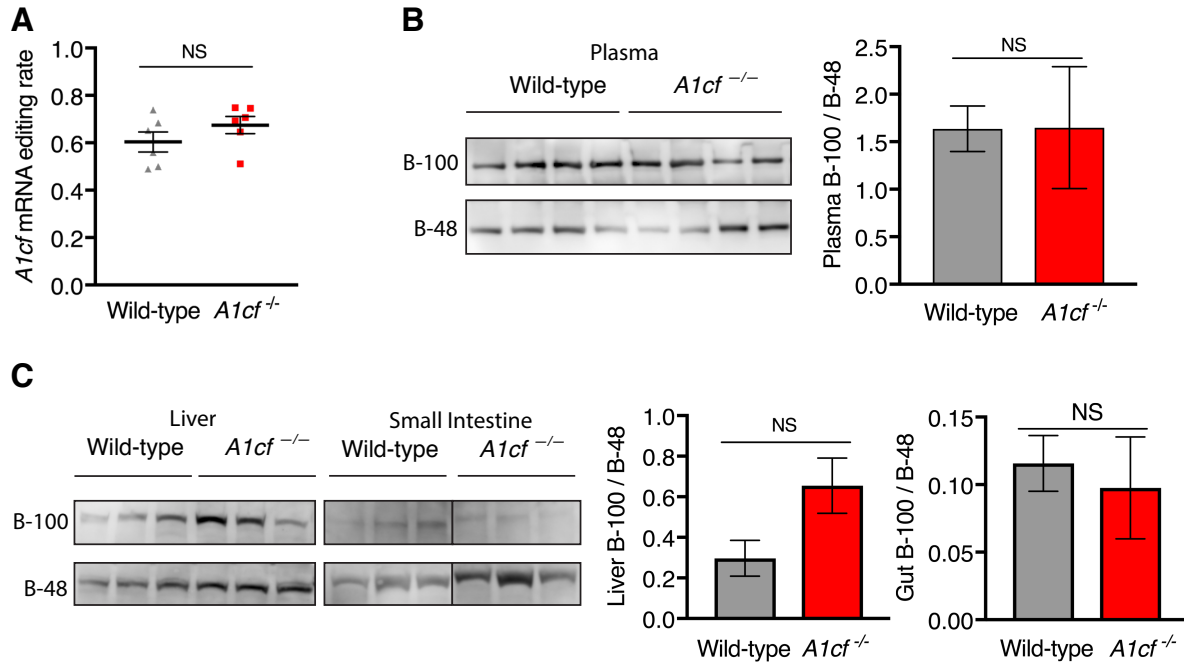 A
A1cf mRNA editing rate
1.0
0.8
0.6
0.4
0.2
0.0
NS
Wild-type A1cf -/-
B
Plasma
Wild-type A1cf −/−
B-100
B-48
Plasma B-100 / B-48
2.5
2.0
1.5
1.0
0.5
0.0
NS
Wild-type A1cf -/-
C
Liver
Wild-type A1cf −/−
Small Intestine
Wild-type A1cf −/−
B-100
B-48
Liver B-100 / B-48
1.0
0.8
0.6
0.4
0.2
0.0
NS
Wild-type A1cf -/-
Gut B-100 / B-48
0.15
0.10
0.05
0.00
NS
Wild-type A1cf -/-